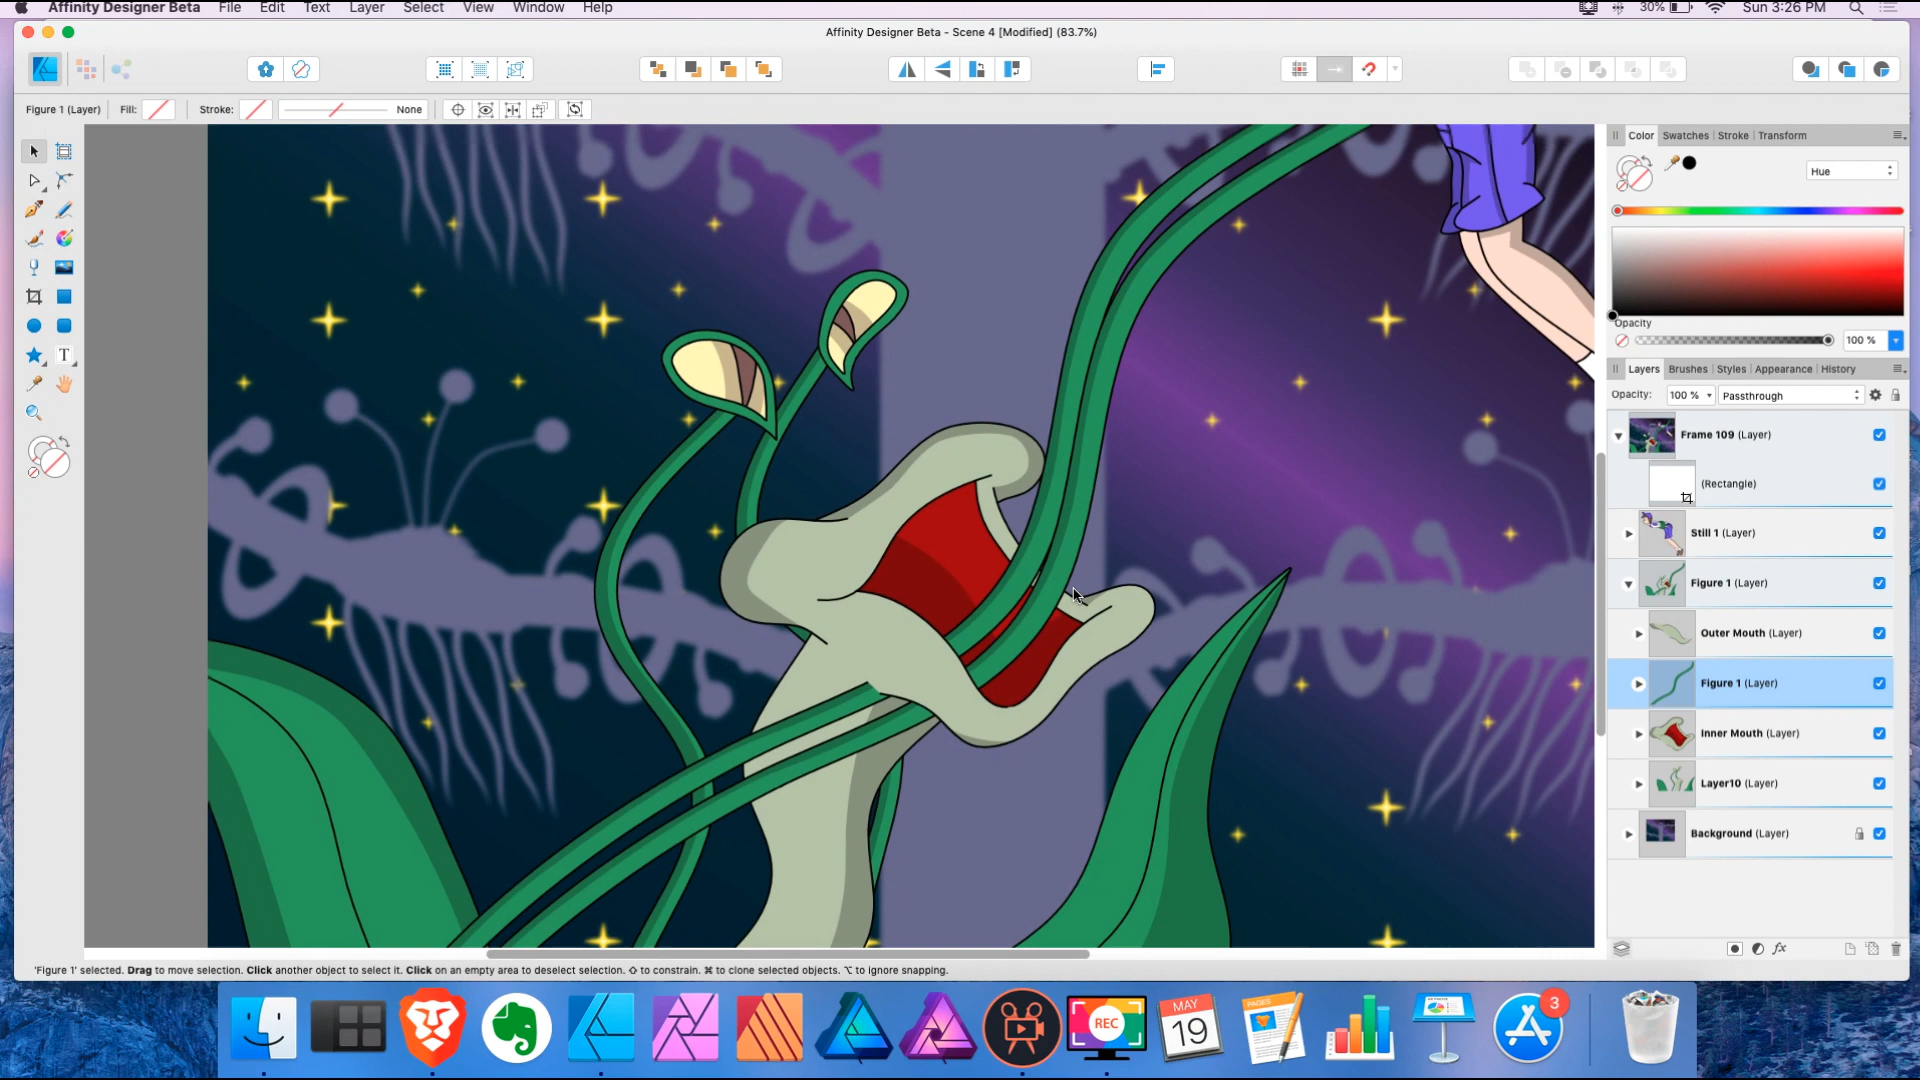 Affinity Designer Beta File Edit Text Layer Select View Window Help 30% Sun 3:26 PM
Affinity Designer Beta - Scene 4 [Modified] (83.7%)
Figure 1 (Layer) Fill: Stroke: None
Color Swatches Stroke Transform
Hue
Opacity
100 %
Layers Brushes Styles Appearance History
Opacity: 100 % Passthrough
Frame 109 (Layer)
(Rectangle)
Still 1 (Layer)
Figure 1 (Layer)
Outer Mouth (Layer)
Figure 1 (Layer)
Inner Mouth (Layer)
Layer10 (Layer)
Background (Layer)
fx
T
'Figure 1' selected. Drag to move selection. Click another object to select it. Click on an empty area to deselect selection. ⇧ to constrain. ⌘ to clone selected objects. ⌥ to ignore snapping.
REC
MAY
19
PAGES
3